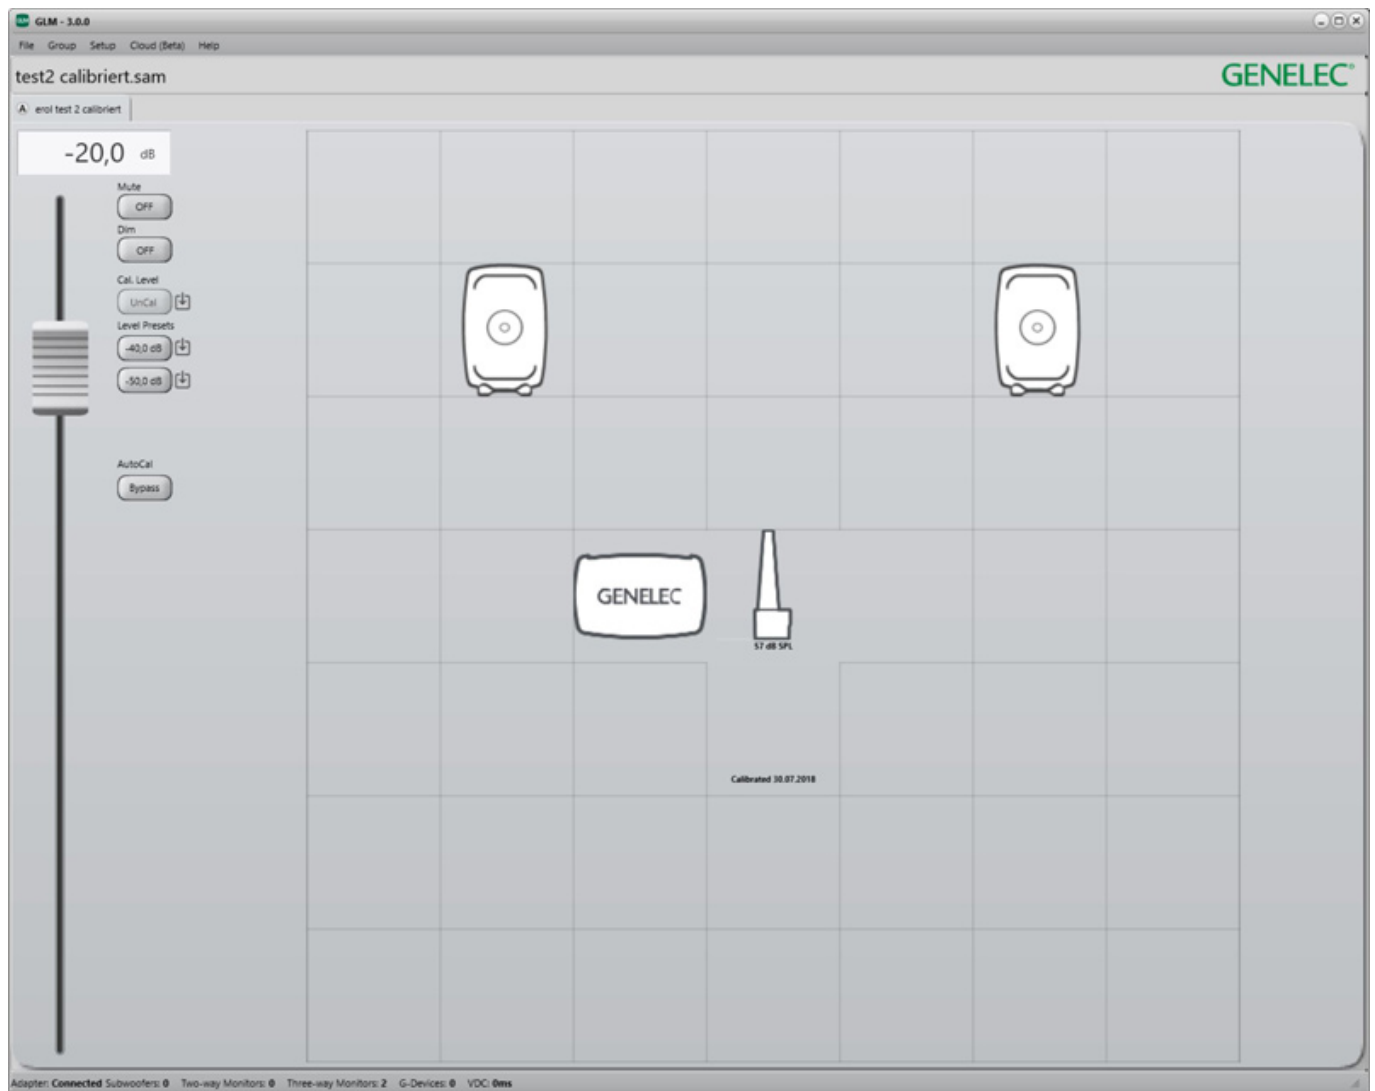 GLM - 3.0.0
File Group Setup Cloud (Beta) Help
test2 calibriert.sam
GENELEC
A erol test 2 calibriert
-20,0 dB
Mute
OFF
Dim
OFF
Cal. Level
UnCal
Level Presets
-40,0 dB
-50,0 dB
AutoCal
Bypass
GENELEC
57 dB SPL
Calibrated 30.07.2018
Adapter: Connected Subwoofers: 0 Two-way Monitors: 0 Three-way Monitors: 2 G-Devices: 0 VDC: 0ms